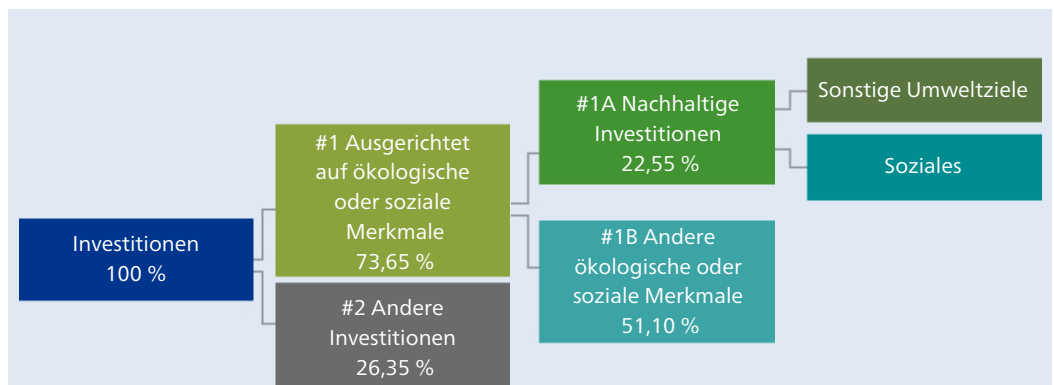 Investitionen
100 %
#1 Ausgerichtet
auf ökologische
oder soziale
Merkmale
73,65 %
#2 Andere
Investitionen
26,35 %
#1A Nachhaltige
Investitionen
22,55 %
#1B Andere
ökologische oder
soziale Merkmale
51,10 %
Sonstige Umweltziele
Soziales